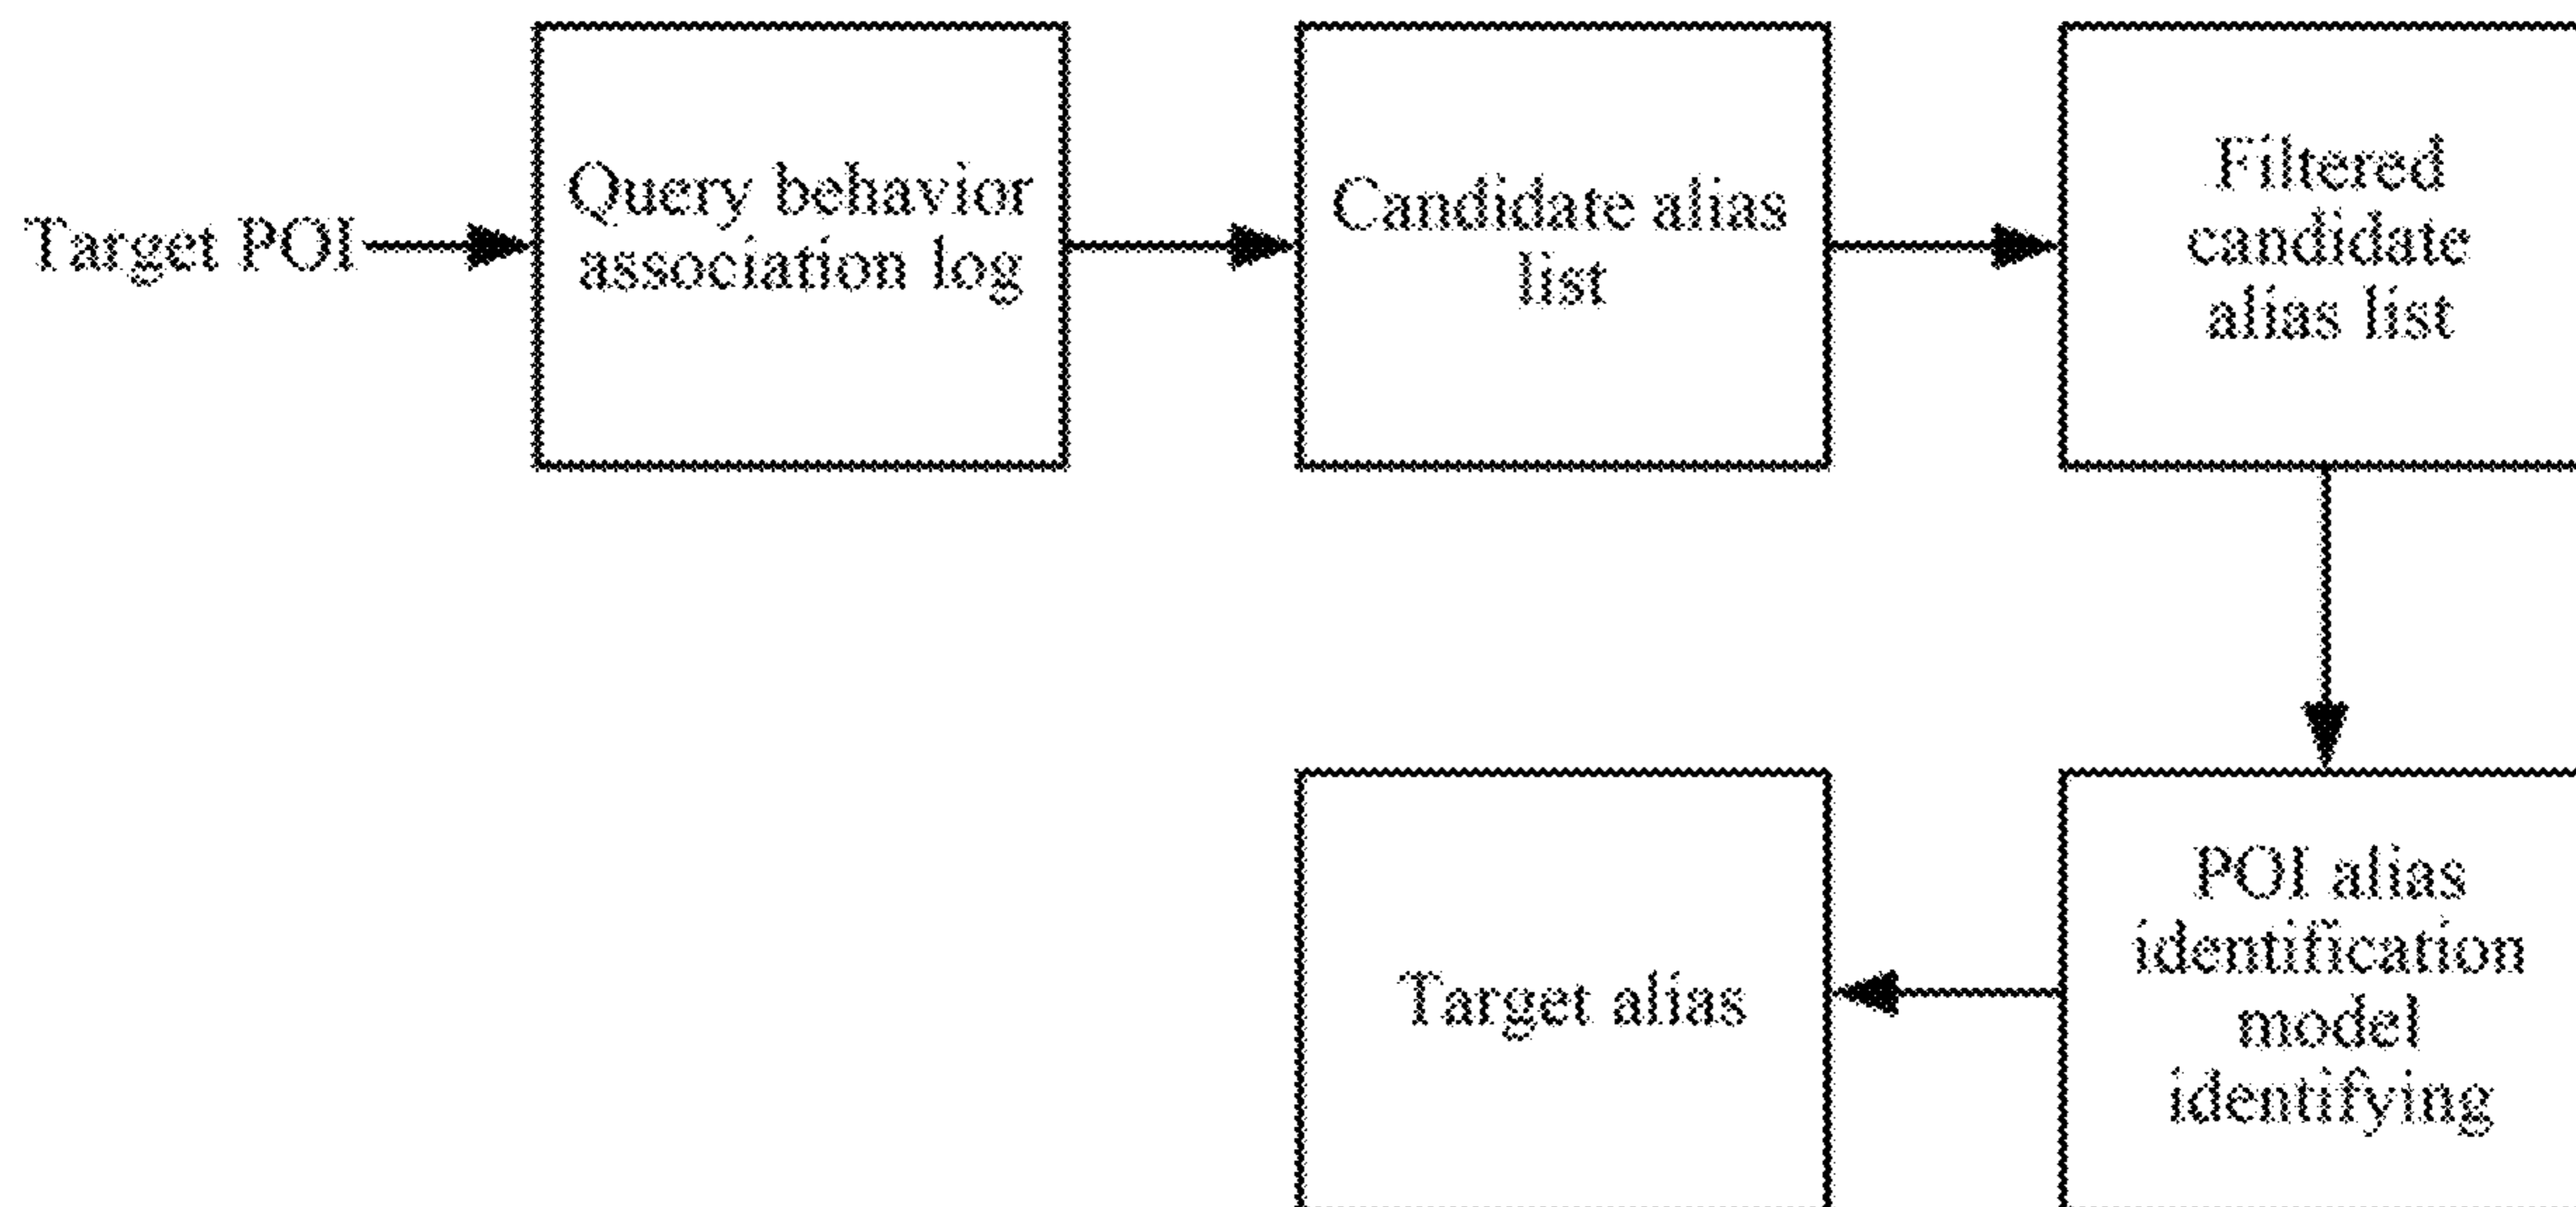 Target POI
Query behavior
association log
Candidate alias
list
Filtered
candidate
alias list
POI alias
identification
model
identifying
Target alias